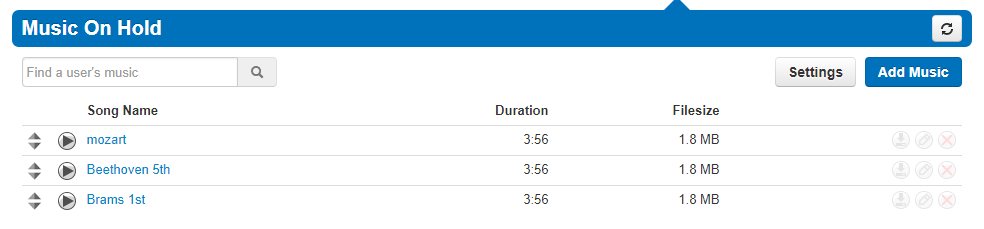 Music On Hold
Find a user's music
Settings Add Music
Song Name Duration Filesize
mozart 3:56 1.8 MB
Beethoven 5th 3:56 1.8 MB
Brams 1st 3:56 1.8 MB